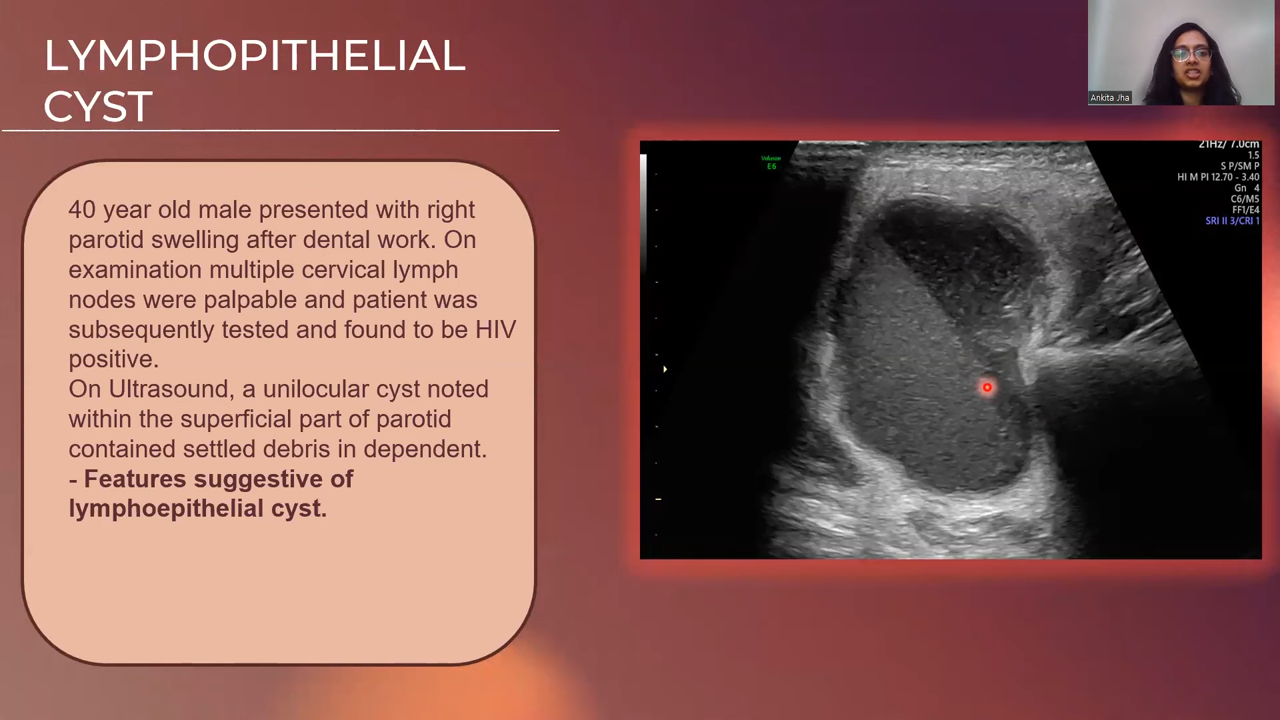 LYMPHOPITHELIAL
CYST
Ankita Jha
40 year old male presented with right
parotid swelling after dental work. On
examination multiple cervical lymph
nodes were palpable and patient was
subsequently tested and found to be HIV
positive.
On Ultrasound, a unilocular cyst noted
within the superficial part of parotid
contained settled debris in dependent.
- Features suggestive of
lymphoepithelial cyst.
Voluson
E6
21Hz/ 7.0cm
1.5
S P/SM P
HI M PI 12.70 - 3.40
Gn 4
C6/M5
FF1/E4
SRI II 3/CRI 1